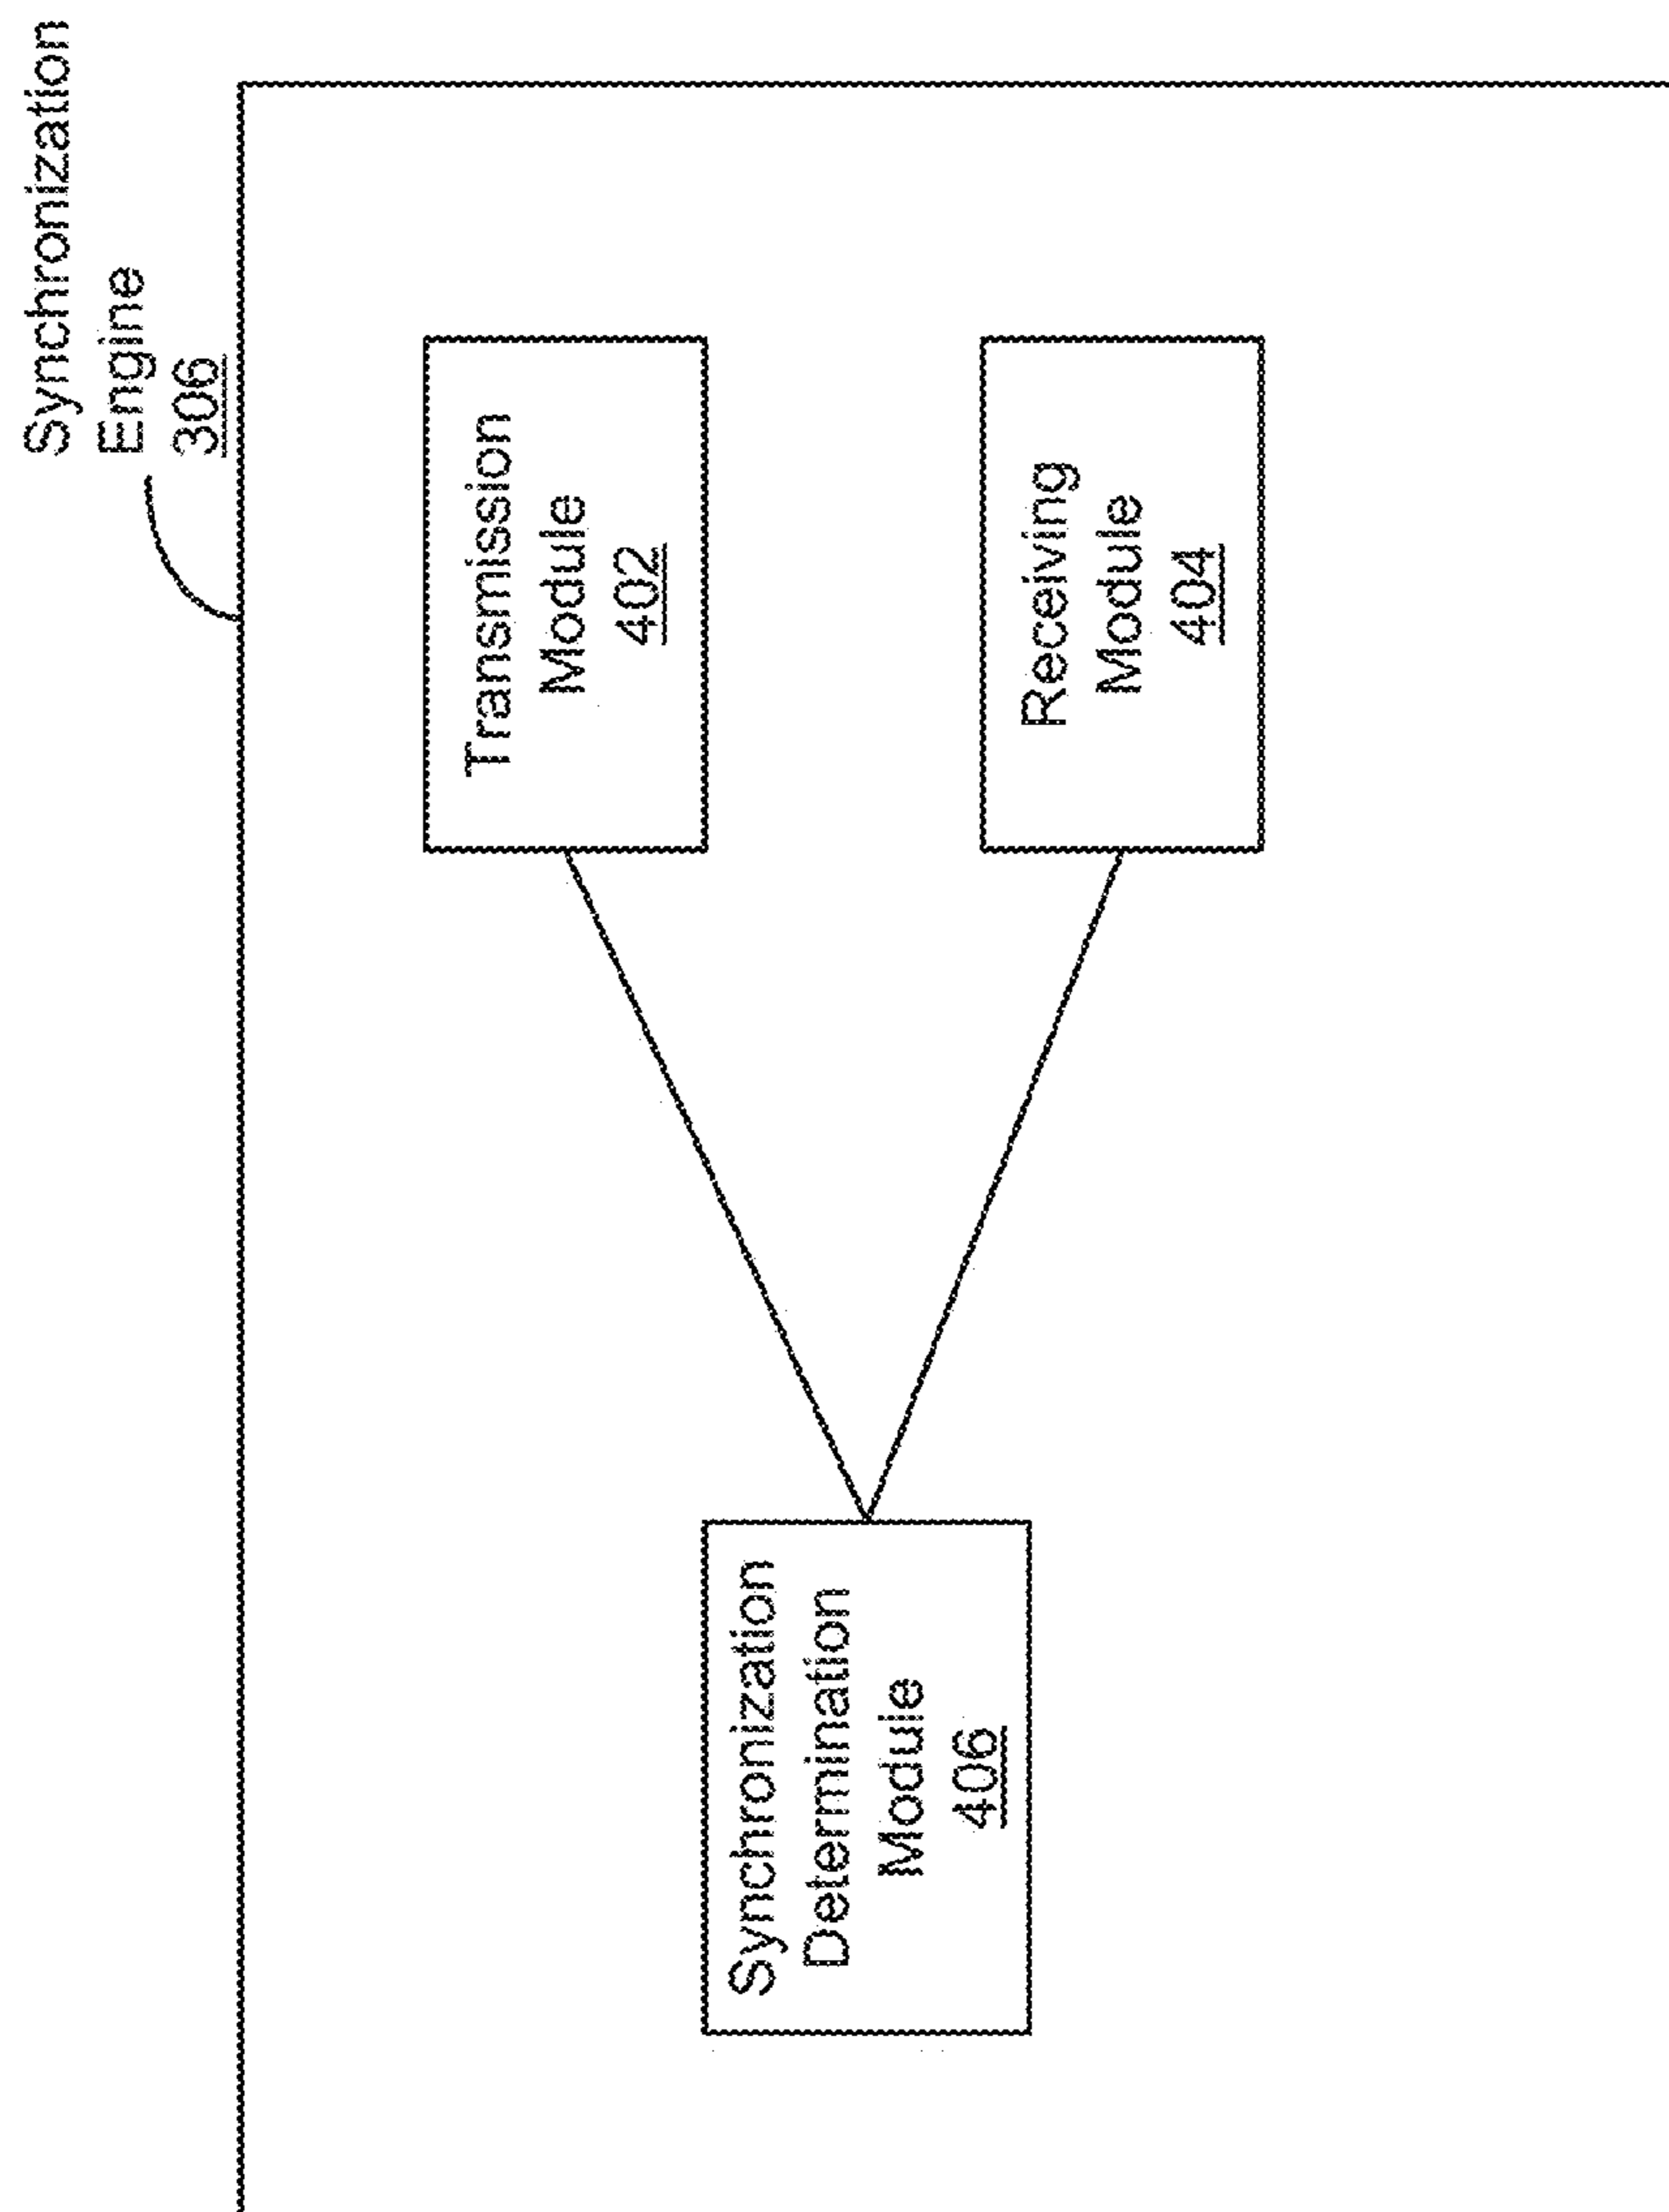 Synchronization
Engine
306
Transmission
Module
402
Receiving
Module
404
Synchronization
Determination
Module
406